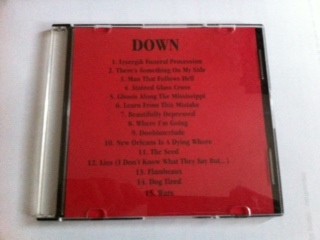 DOWN
1. Lysergik Funeral Procession
2. There's Something On My Side
3. Man That Follows Hell
4. Stained Glass Cross
5. Ghosts Along The Mississippi
6. Learn From This Mistake
7. Beautifully Depressed
8. Where I'm Going
9. Doobinterlude
10. New Orleans Is A Dying Whore
11. The Seed
12. Lies (I Don't Know What They Say But...)
13. Flambeaux
14. Dog Tired
15.